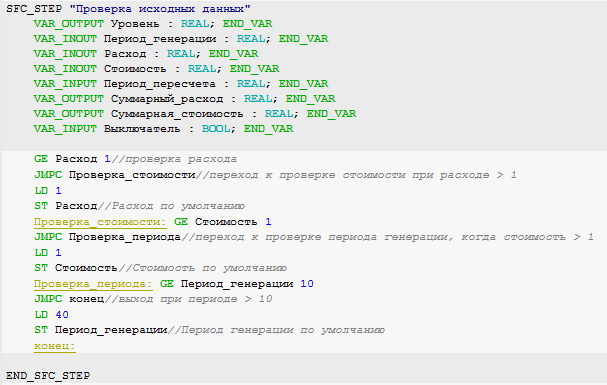 SFC_STEP "Проверка исходных данных"
VAR_OUTPUT Уровень : REAL; END_VAR
VAR_INOUT Период_генерации : REAL; END_VAR
VAR_INOUT Расход : REAL; END_VAR
VAR_INOUT Стоимость : REAL; END_VAR
VAR_INPUT Период_пересчета : REAL; END_VAR
VAR_OUTPUT Суммарный_расход : REAL; END_VAR
VAR_OUTPUT Суммарная_стоимость : REAL; END_VAR
VAR_INPUT Выключатель : BOOL; END_VAR
GE Расход 1//проверка расхода
JMPC Проверка_стоимости//переход к проверке стоимости при расходе > 1
LD 1
ST Расход//Расход по умолчанию
Проверка_стоимости: GE Стоимость 1
JMPC Проверка_периода//переход к проверке периода генерации, когда стоимость > 1
LD 1
ST Стоимость//Стоимость по умолчанию
Проверка_периода: GE Период_генерации 10
JMPC конец//выход при периоде > 10
LD 40
ST Период_генерации//Период генерации по умолчанию
конец:
END_SFC_STEP